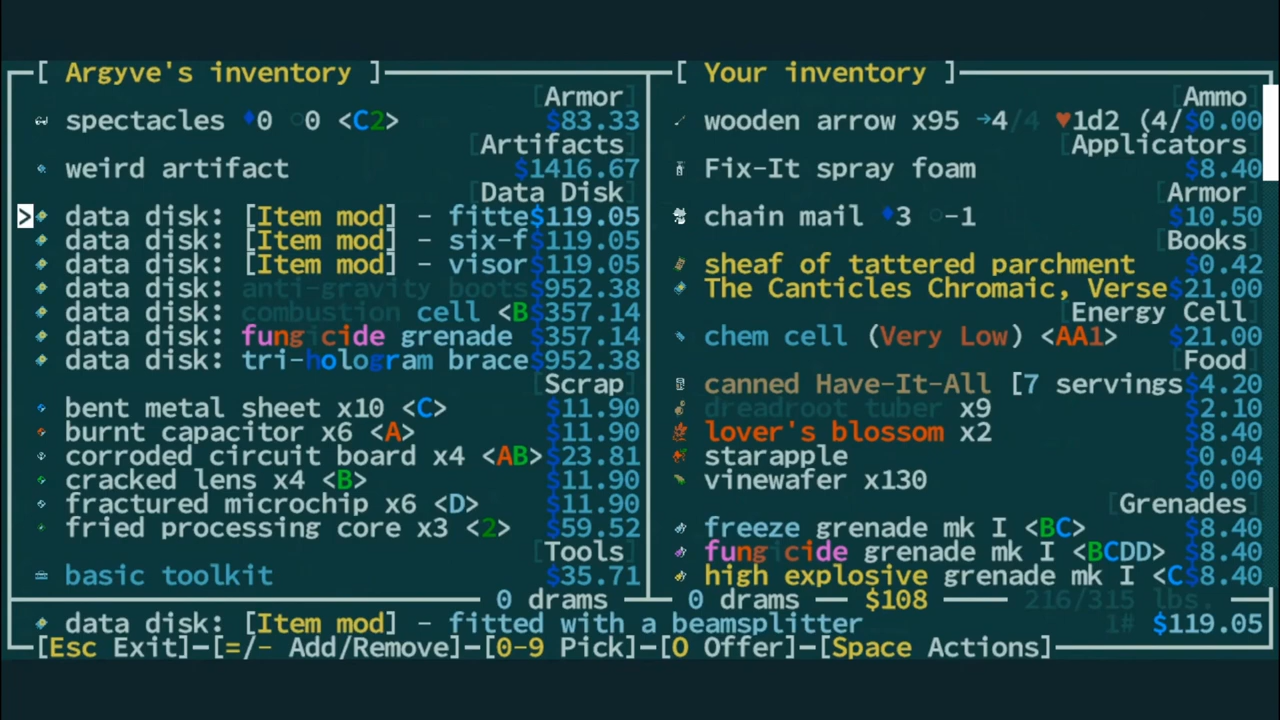 [ Argyve's inventory ]
[Armor]
spectacles ♦0 ○0 <C2> $83.33
[Artifacts]
weird artifact $1416.67
[Data Disk]
> data disk: [Item mod] - fitte$119.05
data disk: [Item mod] - six-f$119.05
data disk: [Item mod] - visor$119.05
data disk: anti-gravity boots$952.38
data disk: combustion cell <B$357.14
data disk: fungicide grenade $357.14
data disk: tri-hologram brace$952.38
[Scrap]
bent metal sheet x10 <C> $11.90
burnt capacitor x6 <A> $11.90
corroded circuit board x4 <AB>$23.81
cracked lens x4 <B> $11.90
fractured microchip x6 <D> $11.90
fried processing core x3 <2> $59.52
[Tools]
basic toolkit $35.71
[ Your inventory ]
[Ammo]
wooden arrow x95 →4/4 ♥1d2 (4/$0.00
[Applicators]
Fix-It spray foam $8.40
[Armor]
chain mail ♦3 ○-1 $10.50
[Books]
sheaf of tattered parchment $0.42
The Canticles Chromaic, Verse$21.00
[Energy Cell]
chem cell (Very Low) <AA1> $21.00
[Food]
canned Have-It-All [7 servings$4.20
dreadroot tuber x9 $2.10
lover's blossom x2 $8.40
starapple $0.04
vinewafer x130 $0.00
[Grenades]
freeze grenade mk I <BC> $8.40
fungicide grenade mk I <BCDD> $8.40
high explosive grenade mk I <C$8.40
0 drams 0 drams — $108 216/315 lbs.
data disk: [Item mod] - fitted with a beamsplitter 1# $119.05
[Esc Exit]-[=/- Add/Remove]-[0-9 Pick]-[O Offer]-[Space Actions]